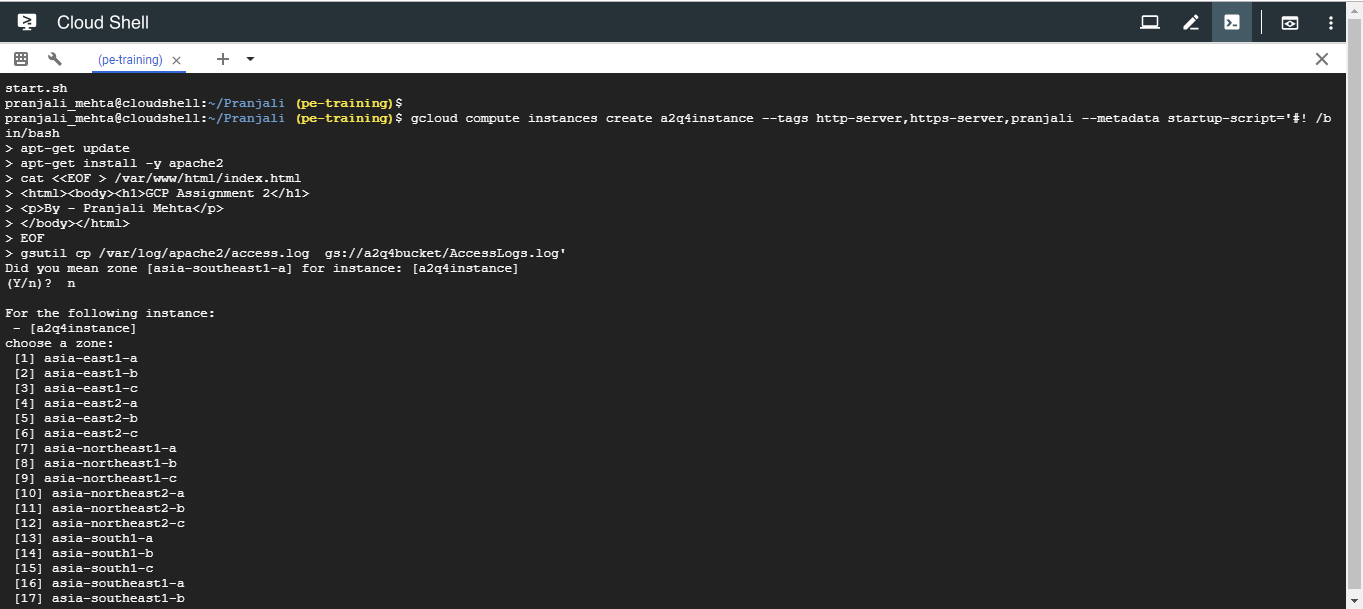 Cloud Shell
(pe-training)
start.sh
pranjali_mehta@cloudshell:~/Pranjali (pe-training)$
pranjali_mehta@cloudshell:~/Pranjali (pe-training)$ gcloud compute instances create a2q4instance --tags http-server,https-server,pranjali --metadata startup-script='#! /b
in/bash
> apt-get update
> apt-get install -y apache2
> cat <<EOF > /var/www/html/index.html
> <html><body><h1>GCP Assignment 2</h1>
> <p>By - Pranjali Mehta</p>
> </body></html>
> EOF
> gsutil cp /var/log/apache2/access.log  gs://a2q4bucket/AccessLogs.log'
Did you mean zone [asia-southeast1-a] for instance: [a2q4instance]
(Y/n)?  n
For the following instance:
 - [a2q4instance]
choose a zone:
 [1] asia-east1-a
 [2] asia-east1-b
 [3] asia-east1-c
 [4] asia-east2-a
 [5] asia-east2-b
 [6] asia-east2-c
 [7] asia-northeast1-a
 [8] asia-northeast1-b
 [9] asia-northeast1-c
 [10] asia-northeast2-a
 [11] asia-northeast2-b
 [12] asia-northeast2-c
 [13] asia-south1-a
 [14] asia-south1-b
 [15] asia-south1-c
 [16] asia-southeast1-a
 [17] asia-southeast1-b